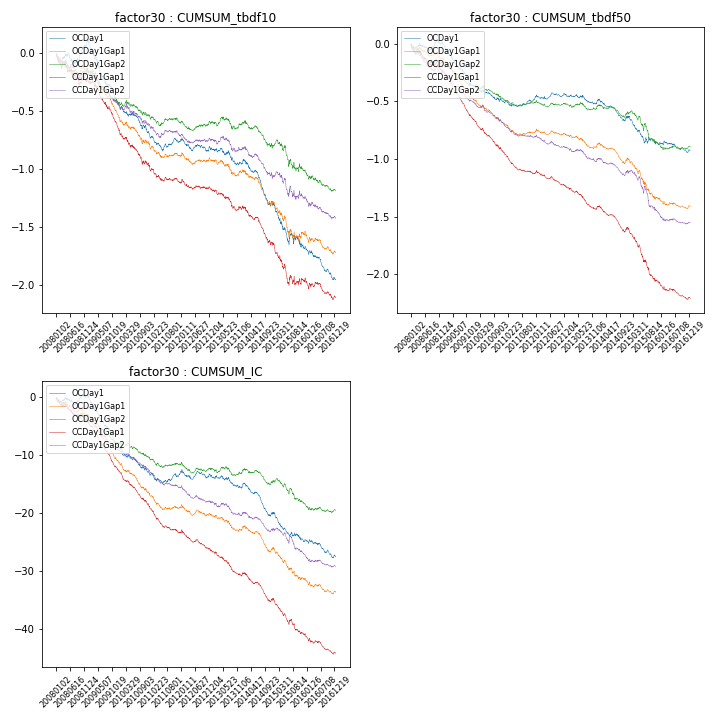 factor30 : CUMSUM_tbdf10
0.0
−0.5
−1.0
−1.5
−2.0
OCDay1
OCDay1Gap1
OCDay1Gap2
CCDay1Gap1
CCDay1Gap2
20080102 20080616 20081124 20090507 20091019 20100329 20100903 20110223 20110801 20120111 20120627 20121204 20130523 20131106 20140417 20140923 20150311 20150814 20160126 20160708 20161219
factor30 : CUMSUM_tbdf50
0.0
−0.5
−1.0
−1.5
−2.0
OCDay1
OCDay1Gap1
OCDay1Gap2
CCDay1Gap1
CCDay1Gap2
20080102 20080616 20081124 20090507 20091019 20100329 20100903 20110223 20110801 20120111 20120627 20121204 20130523 20131106 20140417 20140923 20150311 20150814 20160126 20160708 20161219
factor30 : CUMSUM_IC
0
−10
−20
−30
−40
OCDay1
OCDay1Gap1
OCDay1Gap2
CCDay1Gap1
CCDay1Gap2
20080102 20080616 20081124 20090507 20091019 20100329 20100903 20110223 20110801 20120111 20120627 20121204 20130523 20131106 20140417 20140923 20150311 20150814 20160126 20160708 20161219